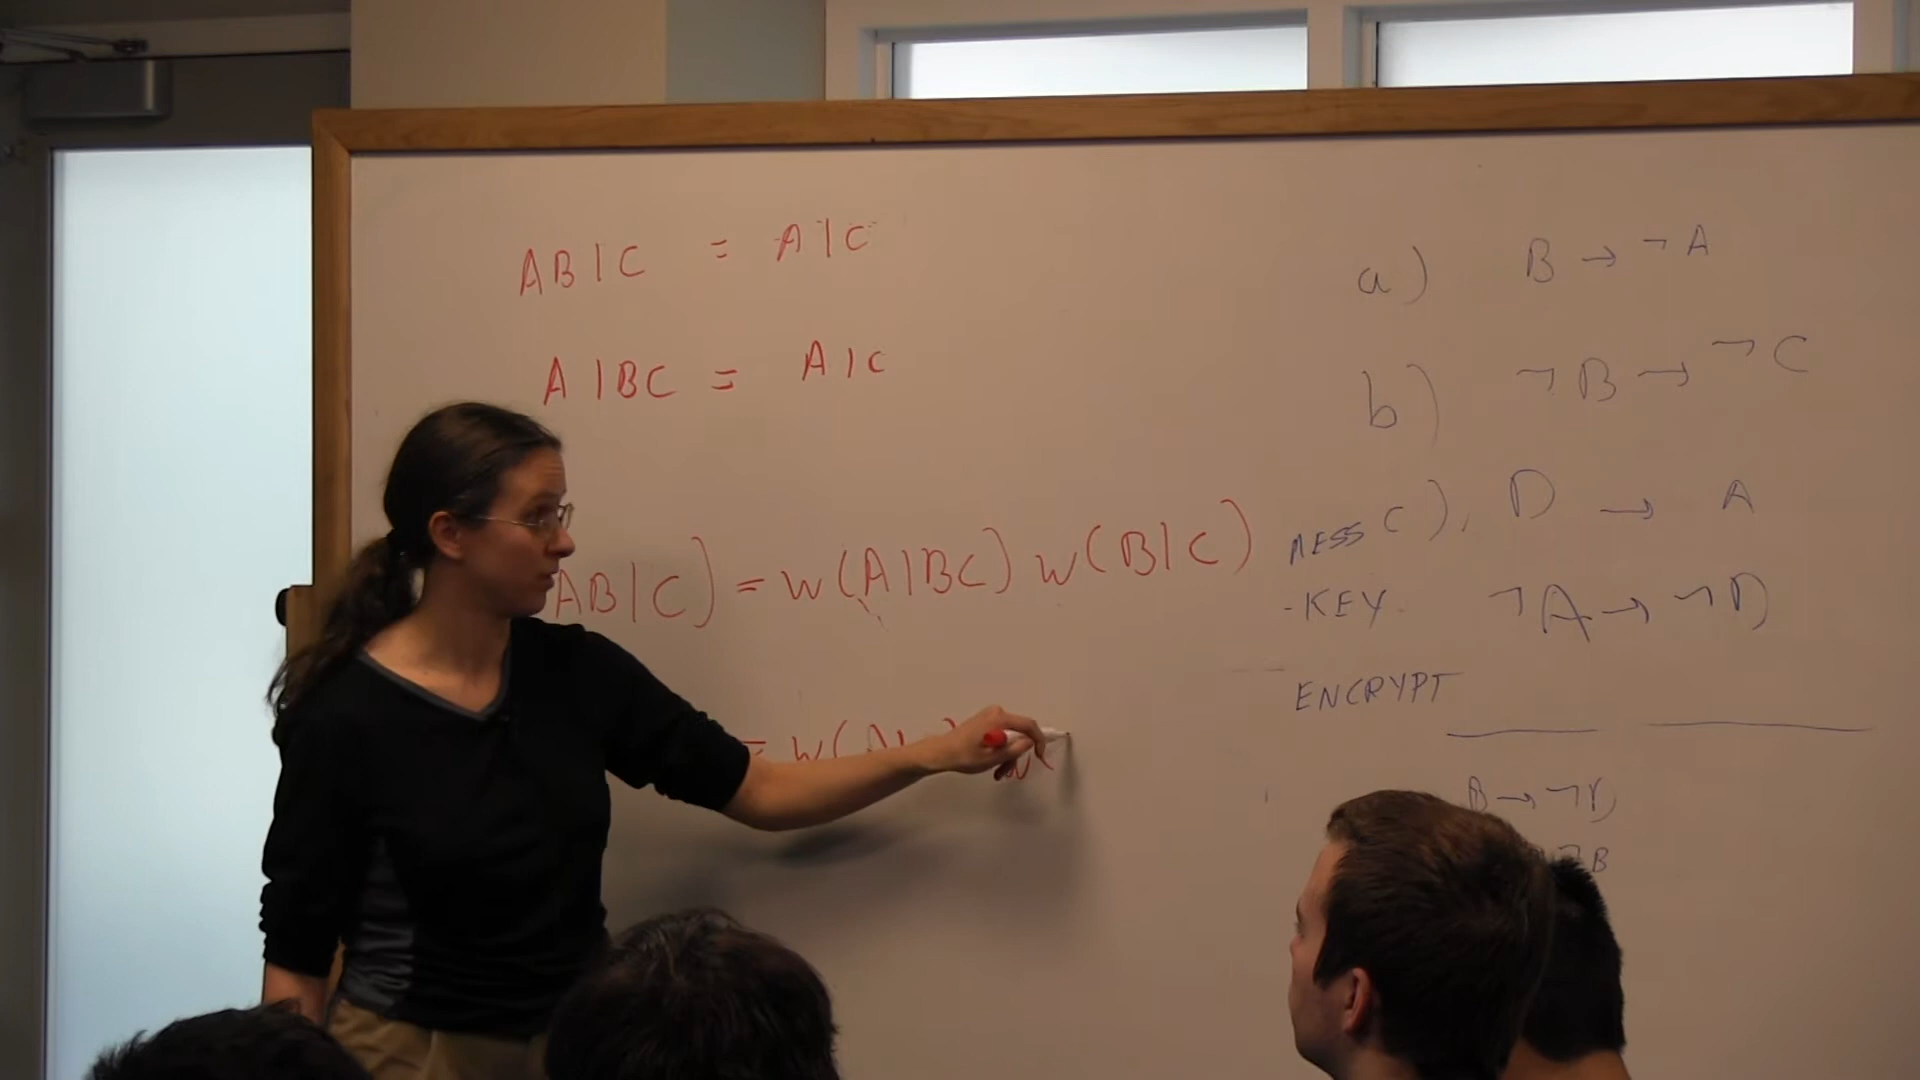 AB|C = A|C
A|BC = A|C
AB|C) = w(A|BC) w(B|C)
= w(A
a) B → ¬A
b) ¬B → ¬C
c) D → A
MESS
- KEY ¬A → ¬D
ENCRYPT
B → ¬D
¬B